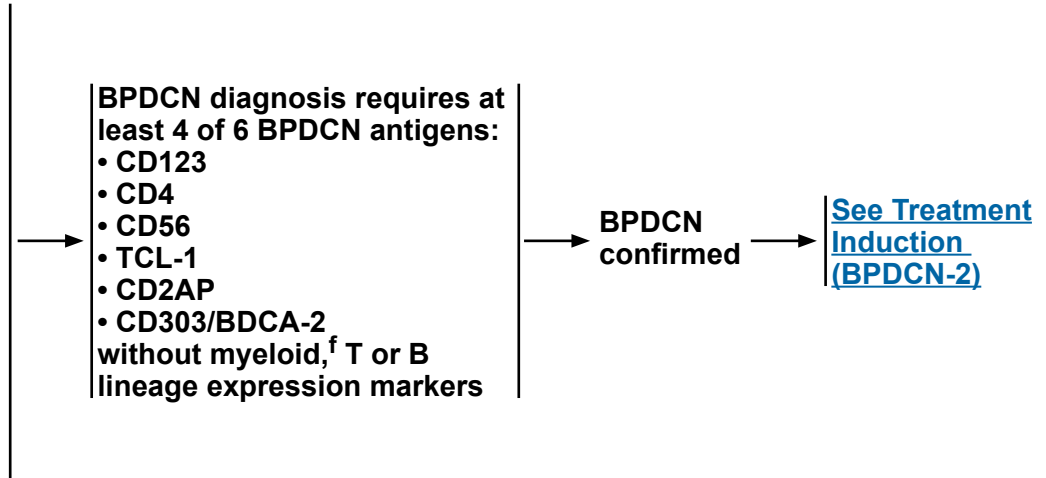 BPDCN diagnosis requires at
least 4 of 6 BPDCN antigens:
• CD123
• CD4
• CD56
• TCL-1
• CD2AP
• CD303/BDCA-2
without myeloid,f T or B
lineage expression markers
BPDCN
confirmed
See Treatment
Induction
(BPDCN-2)